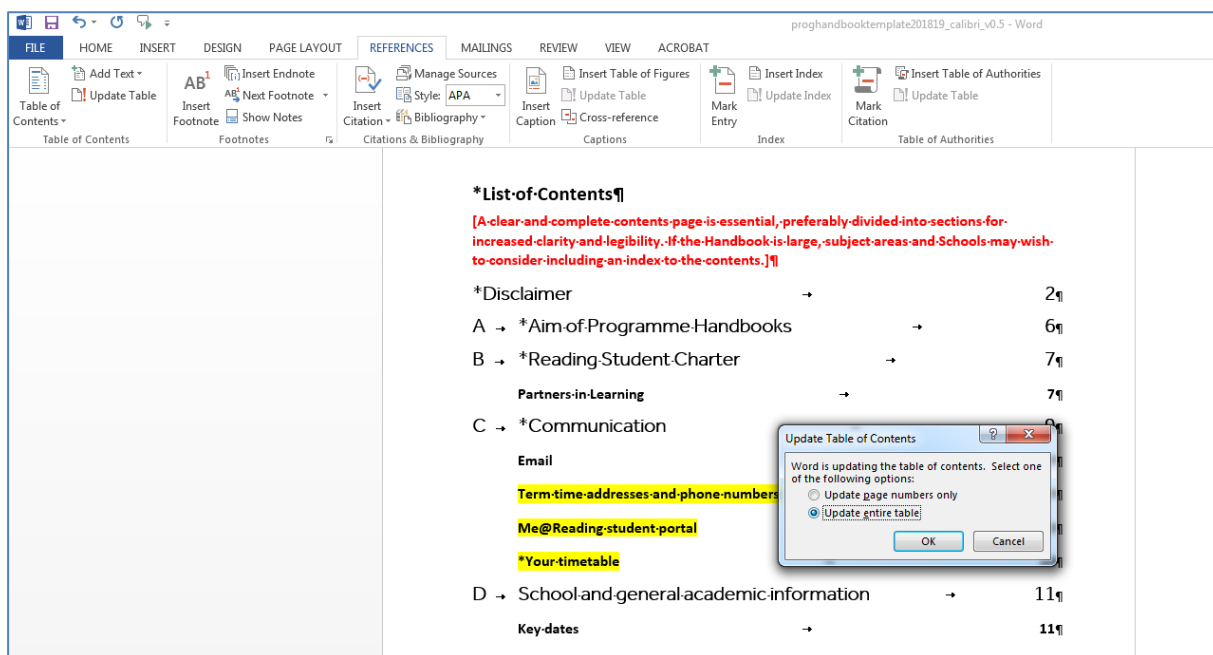 proghandbooktemplate201819_calibri_v0.5 - Word
FILE HOME INSERT DESIGN PAGE LAYOUT REFERENCES MAILINGS REVIEW VIEW ACROBAT
Table of Contents
Add Text
Update Table
Table of Contents
AB1
Insert Footnote
Insert Endnote
Next Footnote
Show Notes
Footnotes
Insert Citation
Manage Sources
Style: APA
Bibliography
Citations & Bibliography
Insert Caption
Insert Table of Figures
Update Table
Cross-reference
Captions
Mark Entry
Insert Index
Update Index
Index
Mark Citation
Insert Table of Authorities
Update Table
Table of Authorities
*List·of·Contents¶
[A·clear·and·complete·contents·page·is·essential,·preferably·divided·into·sections·for·
increased·clarity·and·legibility.·If·the·Handbook·is·large,·subject·areas·and·Schools·may·wish·
to·consider·including·an·index·to·the·contents.]¶
*Disclaimer → 2¶
A → *Aim·of·Programme·Handbooks → 6¶
B → *Reading·Student·Charter → 7¶
Partners·in·Learning → 7¶
C → *Communication
Email
Term·time·addresses·and·phone·numbers
Me@Reading·student·portal
*Your·timetable
D → School·and·general·academic·information → 11¶
Key·dates → 11¶
Update Table of Contents
Word is updating the table of contents. Select one
of the following options:
Update page numbers only
Update entire table
OK Cancel